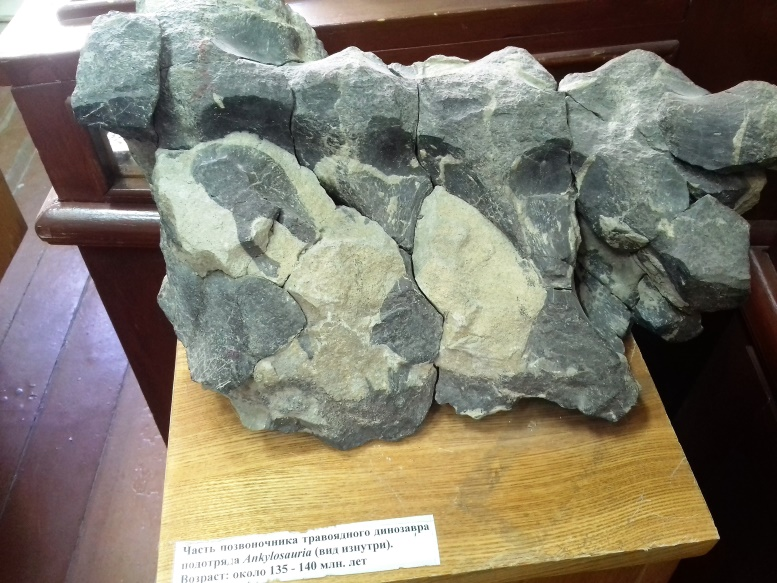 Часть позвоночника травоядного динозавра
подотряда Ankylosauria (вид изнутри).
Возраст: около 135 - 140 млн. лет